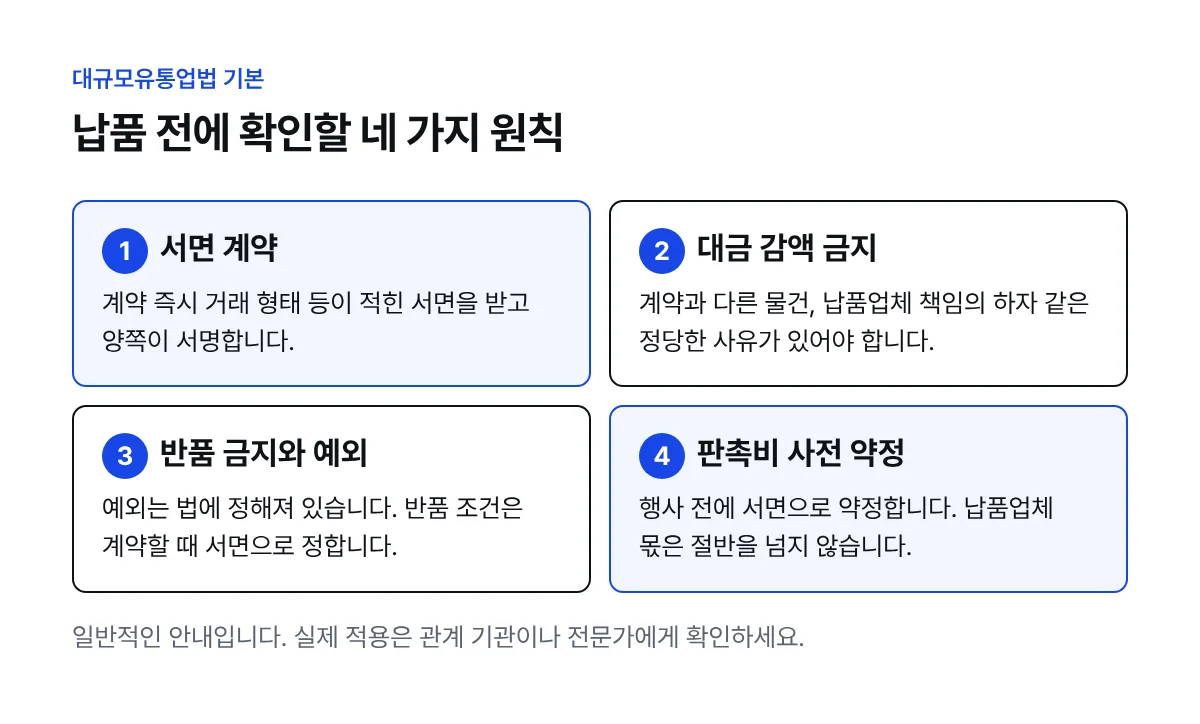 대규모유통업법 기본
납품 전에 확인할 네 가지 원칙
1 서면 계약
계약 즉시 거래 형태 등이 적힌 서면을 받고
양쪽이 서명합니다.
2 대금 감액 금지
계약과 다른 물건, 납품업체 책임의 하자 같은
정당한 사유가 있어야 합니다.
3 반품 금지와 예외
예외는 법에 정해져 있습니다. 반품 조건은
계약할 때 서면으로 정합니다.
4 판촉비 사전 약정
행사 전에 서면으로 약정합니다. 납품업체
몫은 절반을 넘지 않습니다.
일반적인 안내입니다. 실제 적용은 관계 기관이나 전문가에게 확인하세요.